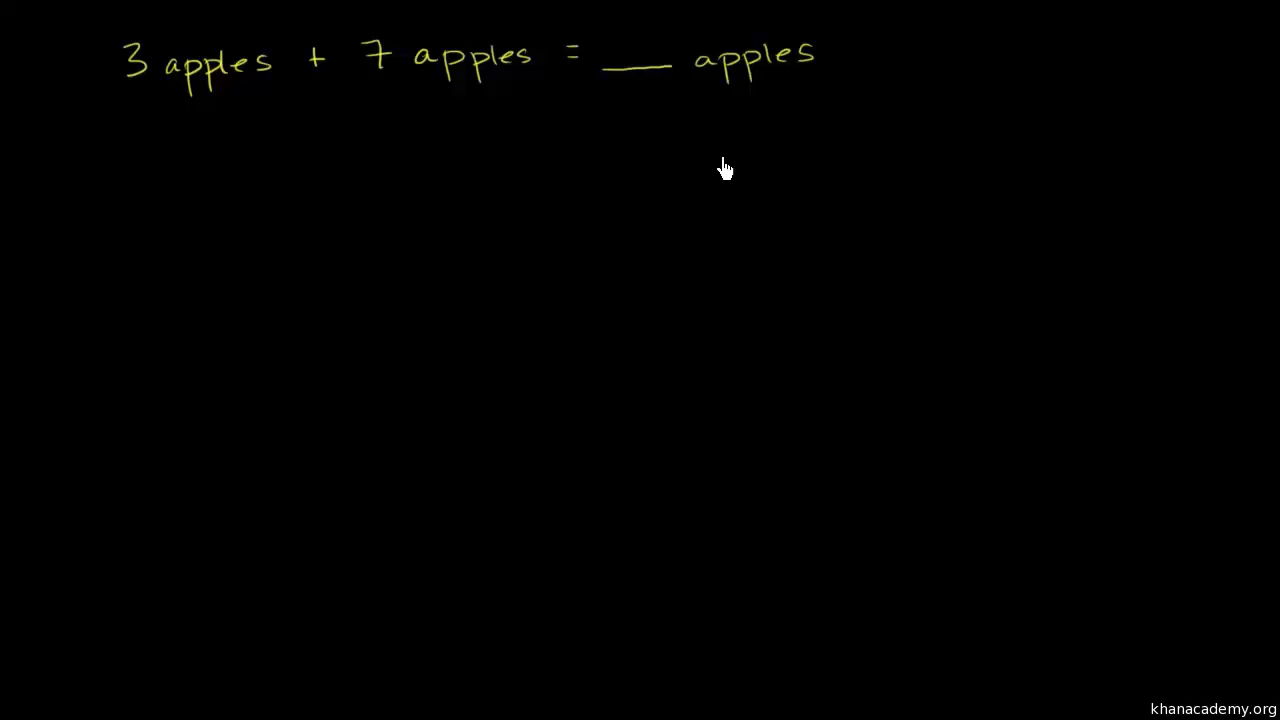 3 apples + 7 apples = ___ apples
khanacademy.org